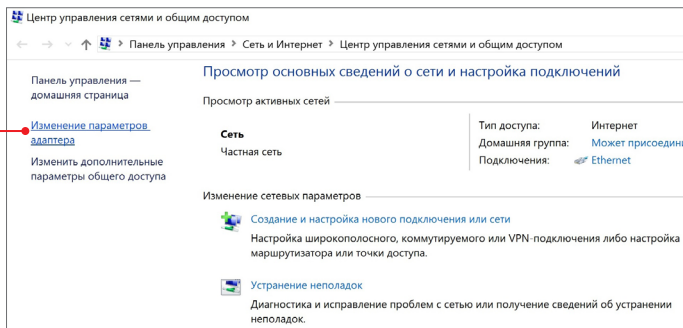 Центр управления сетями и общим доступом
Панель управления > Сеть и Интернет > Центр управления сетями и общим доступом
Панель управления —
домашняя страница
Изменение параметров
адаптера
Изменить дополнительные
параметры общего доступа
Просмотр основных сведений о сети и настройка подключений
Просмотр активных сетей
Сеть
Частная сеть
Тип доступа: Интернет
Домашняя группа: Может присоедини
Подключения: Ethernet
Изменение сетевых параметров
Создание и настройка нового подключения или сети
Настройка широкополосного, коммутируемого или VPN-подключения либо настройка
маршрутизатора или точки доступа.
Устранение неполадок
Диагностика и исправление проблем с сетью или получение сведений об устранении
неполадок.